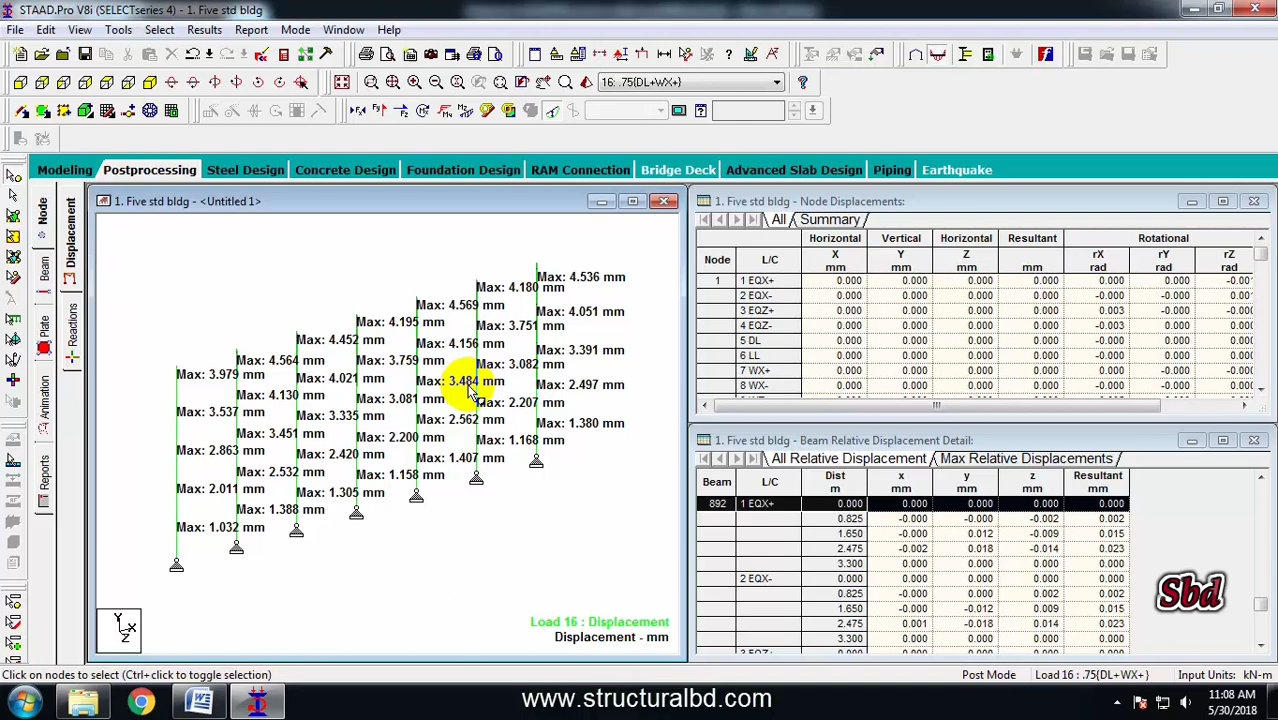 STAAD.Pro V8i (SELECTseries 4) - 1. Five std bldg
File Edit View Tools Select Results Report Mode Window Help
16: .75{DL+WX+}
Modeling Postprocessing Steel Design Concrete Design Foundation Design RAM Connection Bridge Deck Advanced Slab Design Piping Earthquake
Node
Beam
Plate
Animation
Reports
Displacement
Reactions
1. Five std bldg - <Untitled 1>
Max: 4.536 mm
Max: 4.180 mm
Max: 4.569 mm
Max: 4.051 mm
Max: 4.195 mm
Max: 3.751 mm
Max: 4.452 mm
Max: 4.156 mm
Max: 3.391 mm
Max: 4.564 mm
Max: 3.759 mm
Max: 3.082 mm
Max: 3.979 mm
Max: 4.021 mm
Max: 3.484 mm
Max: 2.497 mm
Max: 4.130 mm
Max: 3.081 mm
Max: 2.207 mm
Max: 3.537 mm
Max: 3.335 mm
Max: 2.562 mm
Max: 1.380 mm
Max: 3.451 mm
Max: 2.200 mm
Max: 1.168 mm
Max: 2.863 mm
Max: 2.420 mm
Max: 1.407 mm
Max: 2.532 mm
Max: 1.158 mm
Max: 2.011 mm
Max: 1.305 mm
Max: 1.388 mm
Max: 1.032 mm
Y
X
Z
Load 16 : Displacement
Displacement - mm
1. Five std bldg - Node Displacements:
All Summary
Horizontal Vertical Horizontal Resultant Rotational
Node L/C X mm Y mm Z mm mm rX rad rY rad rZ rad
1 1 EQX+ 0.000 0.000 0.000 0.000 -0.000 -0.000 -0.00
2 EQX- 0.000 0.000 0.000 0.000 -0.000 -0.000 0.00
3 EQZ+ 0.000 0.000 0.000 0.000 0.003 -0.000 0.00
4 EQZ- 0.000 0.000 0.000 0.000 -0.003 0.000 -0.00
5 DL 0.000 0.000 0.000 0.000 -0.000 0.000 0.00
6 LL 0.000 0.000 0.000 0.000 -0.000 0.000 0.00
7 WX+ 0.000 0.000 0.000 0.000 0.000 -0.000 -0.00
8 WX- 0.000 0.000 0.000 0.000 -0.000 0.000 0.00
1. Five std bldg - Beam Relative Displacement Detail:
All Relative Displacement Max Relative Displacements
Beam L/C Dist m x mm y mm z mm Resultant mm
892 1 EQX+ 0.000 0.000 0.000 0.000 0.000
0.825 -0.000 -0.000 -0.002 0.002
1.650 -0.000 0.012 -0.009 0.015
2.475 -0.002 0.018 -0.014 0.023
3.300 0.000 0.000 0.000 0.000
2 EQX- 0.000 0.000 0.000 0.000 0.000
0.825 0.000 0.000 0.002 0.002
1.650 -0.000 -0.012 0.009 0.015
2.475 0.001 -0.018 0.014 0.023
3.300 0.000 0.000 0.000 0.000
Sbd
Click on nodes to select (Ctrl+click to toggle selection)
Post Mode Load 16 : .75{DL+WX+} Input Units: kN-m
www.structuralbd.com
11:08 AM
5/30/2018